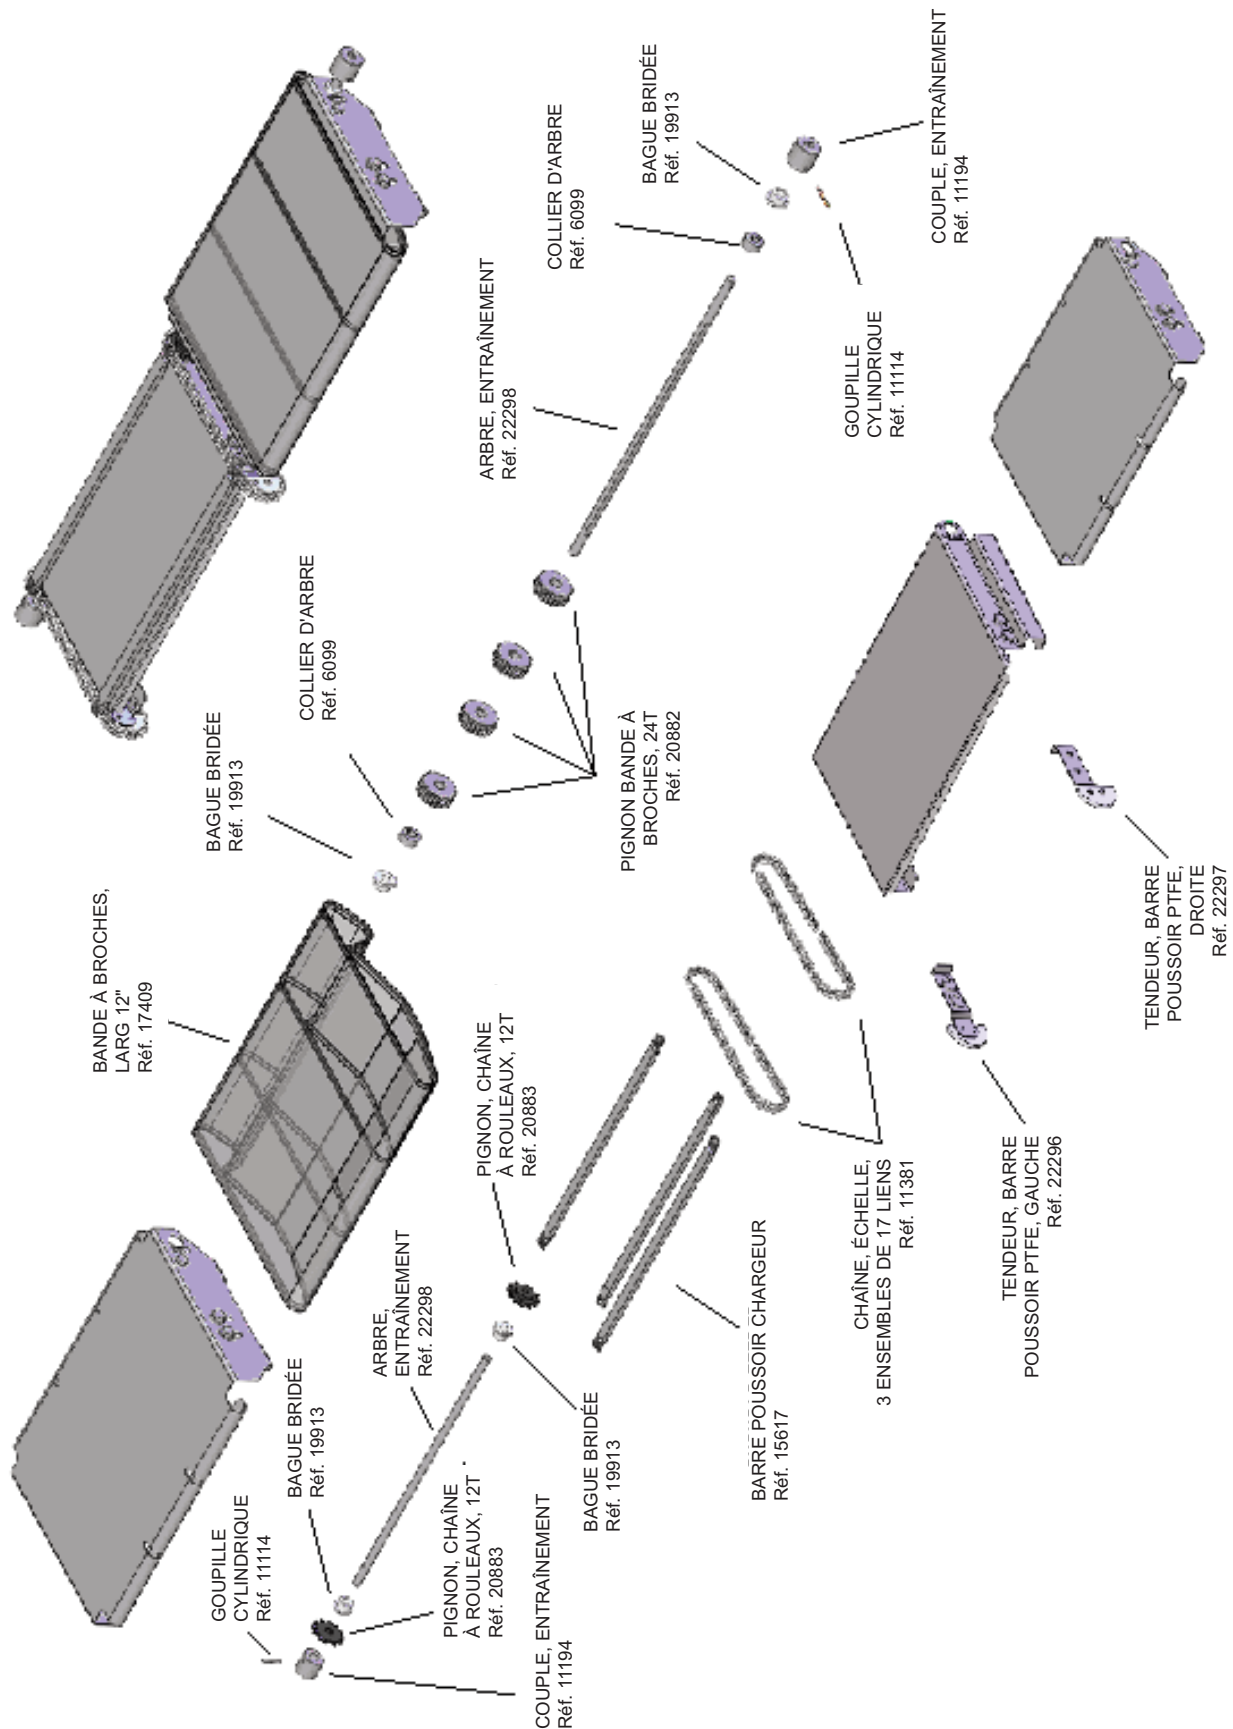 GOUPILLE
CYLINDRIQUE
Réf. 11114
BAGUE BRIDÉE
Réf. 19913
ARBRE,
ENTRAÎNEMENT
Réf. 22298
BANDE À BROCHES,
LARG 12"
Réf. 17409
BAGUE BRIDÉE
Réf. 19913
COLLIER D'ARBRE
Réf. 6099
ARBRE, ENTRAÎNEMENT
Réf. 22298
COLLIER D'ARBRE
Réf. 6099
BAGUE BRIDÉE
Réf. 19913
PIGNON, CHAÎNE
À ROULEAUX, 12T
Réf. 20883
COUPLE, ENTRAÎNEMENT
Réf. 11194
BAGUE BRIDÉE
Réf. 19913
PIGNON, CHAÎNE
À ROULEAUX, 12T
Réf. 20883
PIGNON BANDE À
BROCHES, 24T
Réf. 20882
GOUPILLE
CYLINDRIQUE
Réf. 11114
COUPLE, ENTRAÎNEMENT
Réf. 11194
BARRE POUSSOIR CHARGEUR
Réf. 15617
CHAÎNE, ÉCHELLE,
3 ENSEMBLES DE 17 LIENS
Réf. 11381
TENDEUR, BARRE
POUSSOIR PTFE, GAUCHE
Réf. 22296
TENDEUR, BARRE
POUSSOIR PTFE,
DROITE
Réf. 22297